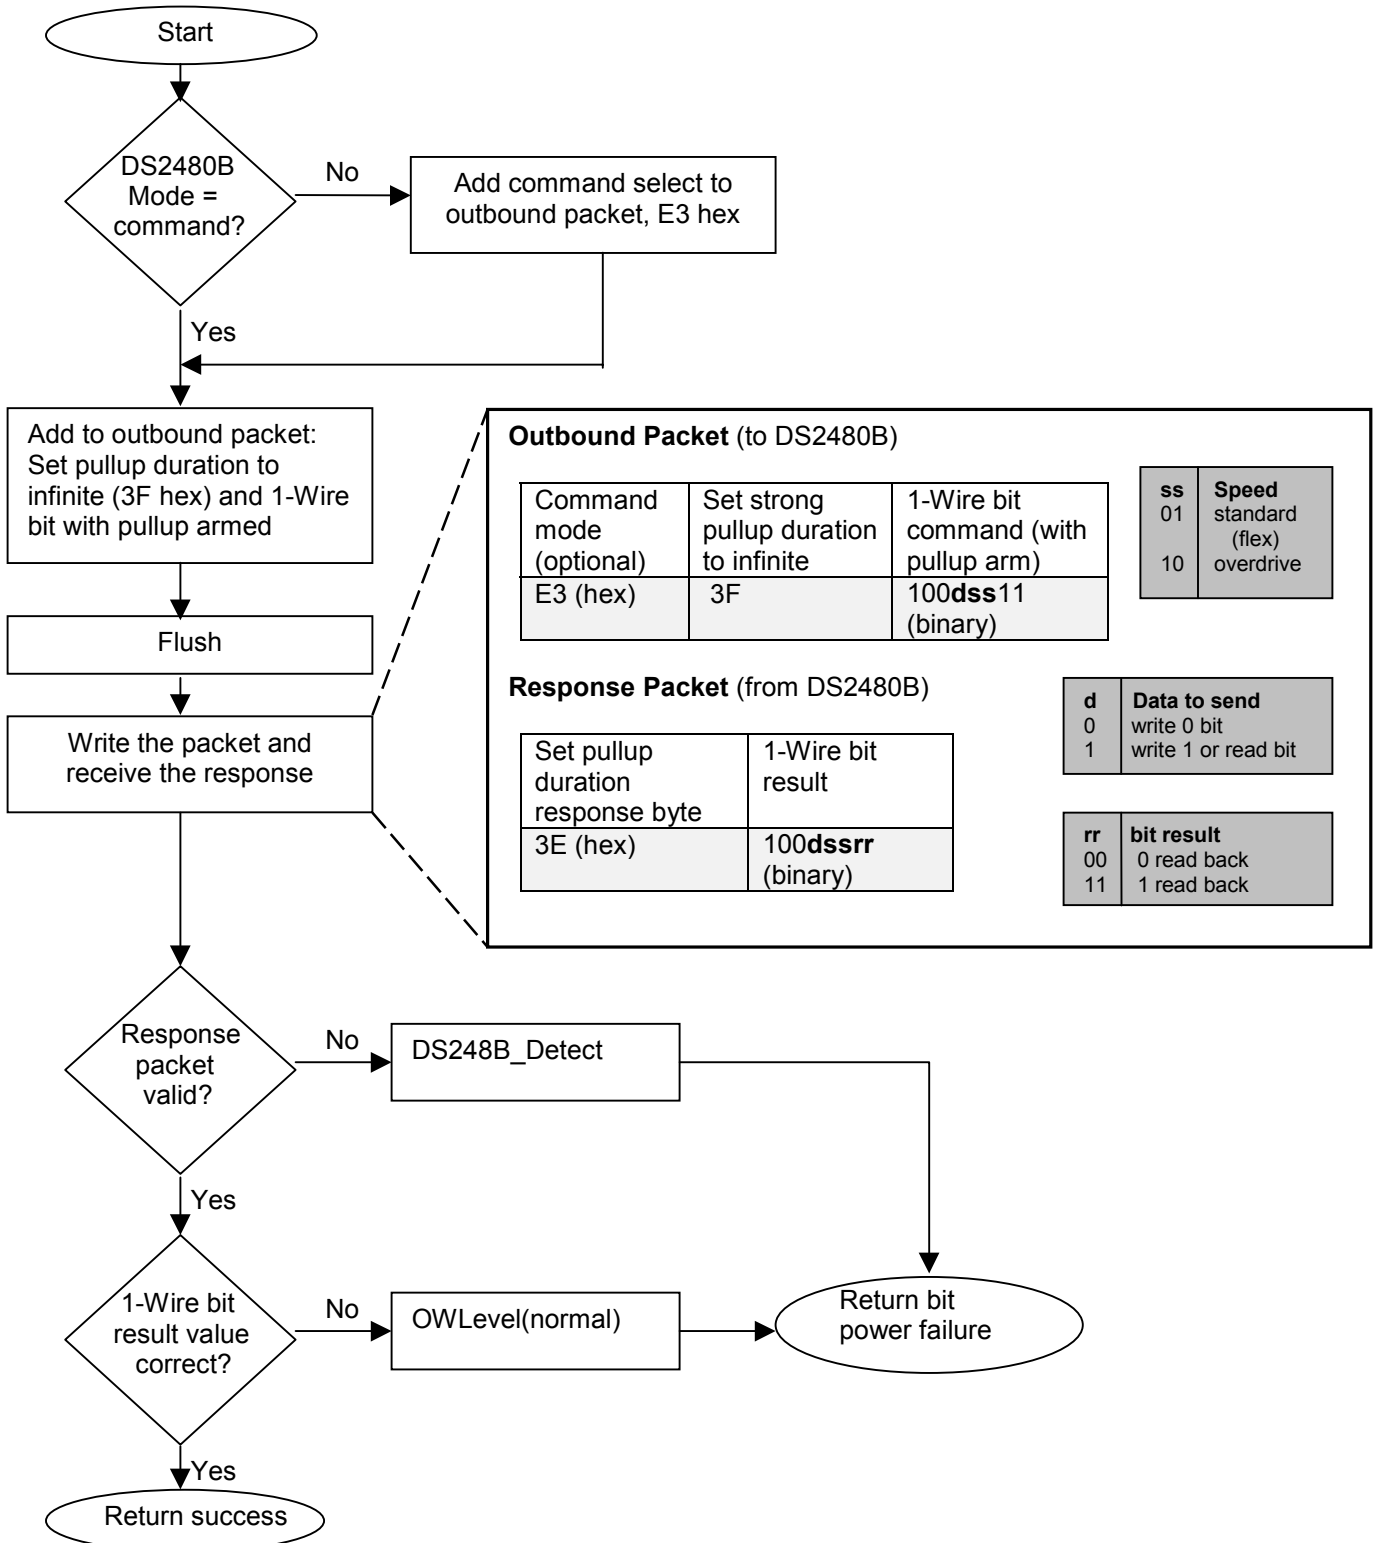 Start
DS2480B
Mode =
command?
No
Add command select to
outbound packet, E3 hex
Yes
Add to outbound packet:
Set pullup duration to
infinite (3F hex) and 1-Wire
bit with pullup armed
Flush
Write the packet and
receive the response
Outbound Packet (to DS2480B)
Command
mode
(optional)
Set strong
pullup duration
to infinite
1-Wire bit
command (with
pullup arm)
E3 (hex)
3F
100dss11
(binary)
ss Speed
01 standard
(flex)
10 overdrive
Response Packet (from DS2480B)
Set pullup
duration
response byte
1-Wire bit
result
3E (hex)
100dssrr
(binary)
d Data to send
0 write 0 bit
1 write 1 or read bit
rr bit result
00 0 read back
11 1 read back
Response
packet
valid?
No
DS248B_Detect
Yes
1-Wire bit
result value
correct?
No
OWLevel(normal)
Return bit
power failure
Yes
Return success